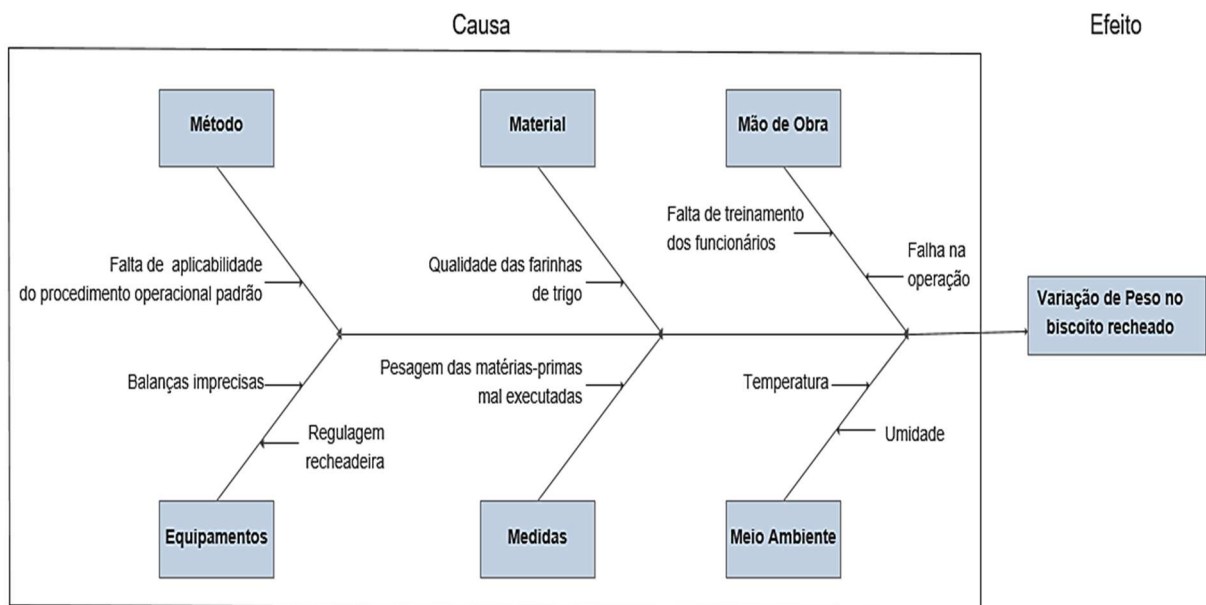 Causa
Efeito
Método
Material
Mão de Obra
Falta de treinamento
dos funcionários
Falha na
operação
Falta de aplicabilidade
do procedimento operacional padrão
Qualidade das farinhas
de trigo
Variação de Peso no
biscoito recheado
Balanças imprecisas
Pesagem das matérias-primas
mal executadas
Temperatura
Regulagem
recheadeira
Umidade
Equipamentos
Medidas
Meio Ambiente